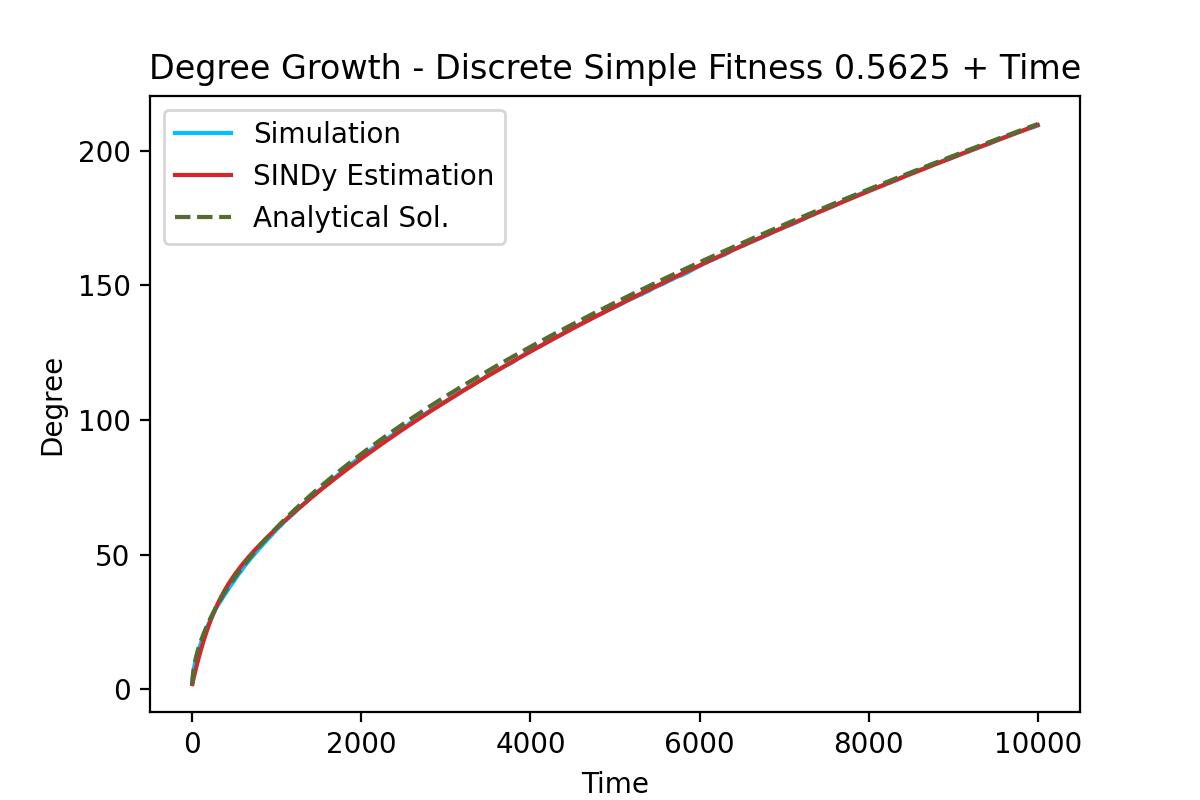 Degree Growth - Discrete Simple Fitness 0.5625 + Time
Simulation
SINDy Estimation
Analytical Sol.
200
150
100
50
0
Degree
0 2000 4000 6000 8000 10000
Time